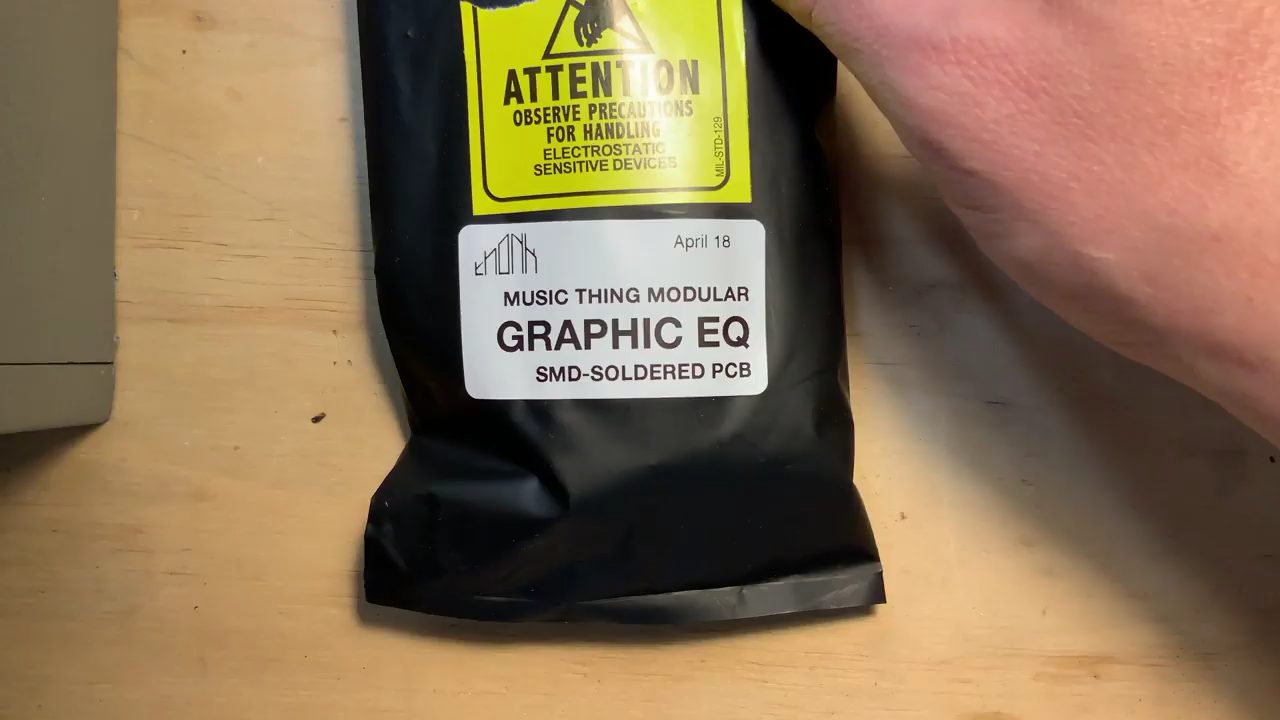 ATTENTION
OBSERVE PRECAUTIONS
FOR HANDLING
ELECTROSTATIC
SENSITIVE DEVICES
MIL-STD-129
thonk
April 18
MUSIC THING MODULAR
GRAPHIC EQ
SMD-SOLDERED PCB